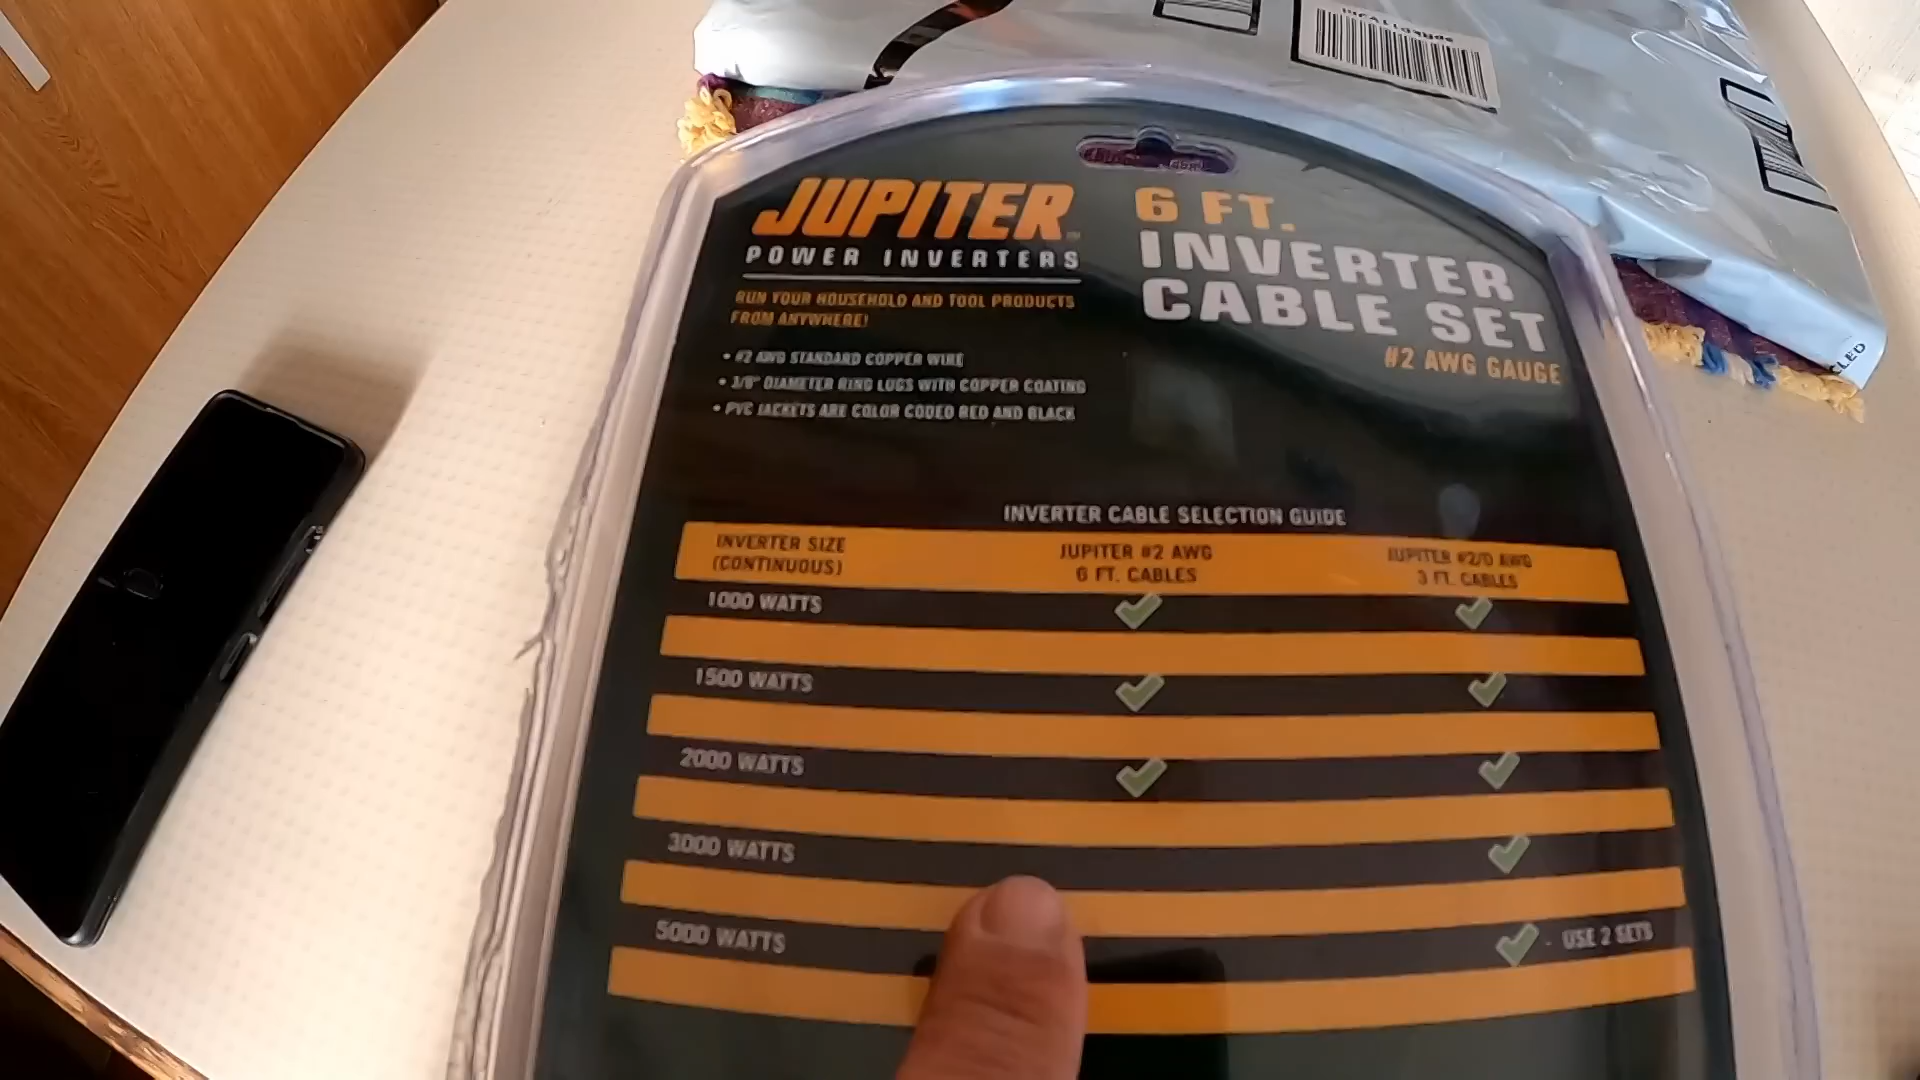 JUPITER
POWER INVERTERS
RUN YOUR HOUSEHOLD AND TOOL PRODUCTS
FROM ANYWHERE!
• #2 AWG STANDARD COPPER WIRE
• 3/8" DIAMETER RING LUGS WITH COPPER COATING
• PVC JACKETS ARE COLOR CODED RED AND BLACK
6 FT.
INVERTER
CABLE SET
#2 AWG GAUGE
INVERTER CABLE SELECTION GUIDE
INVERTER SIZE
(CONTINUOUS)
JUPITER #2 AWG
6 FT. CABLES
JUPITER #2/0 AWG
3 FT. CABLES
1000 WATTS
1500 WATTS
2000 WATTS
3000 WATTS
5000 WATTS
- USE 2 SETS
CLED